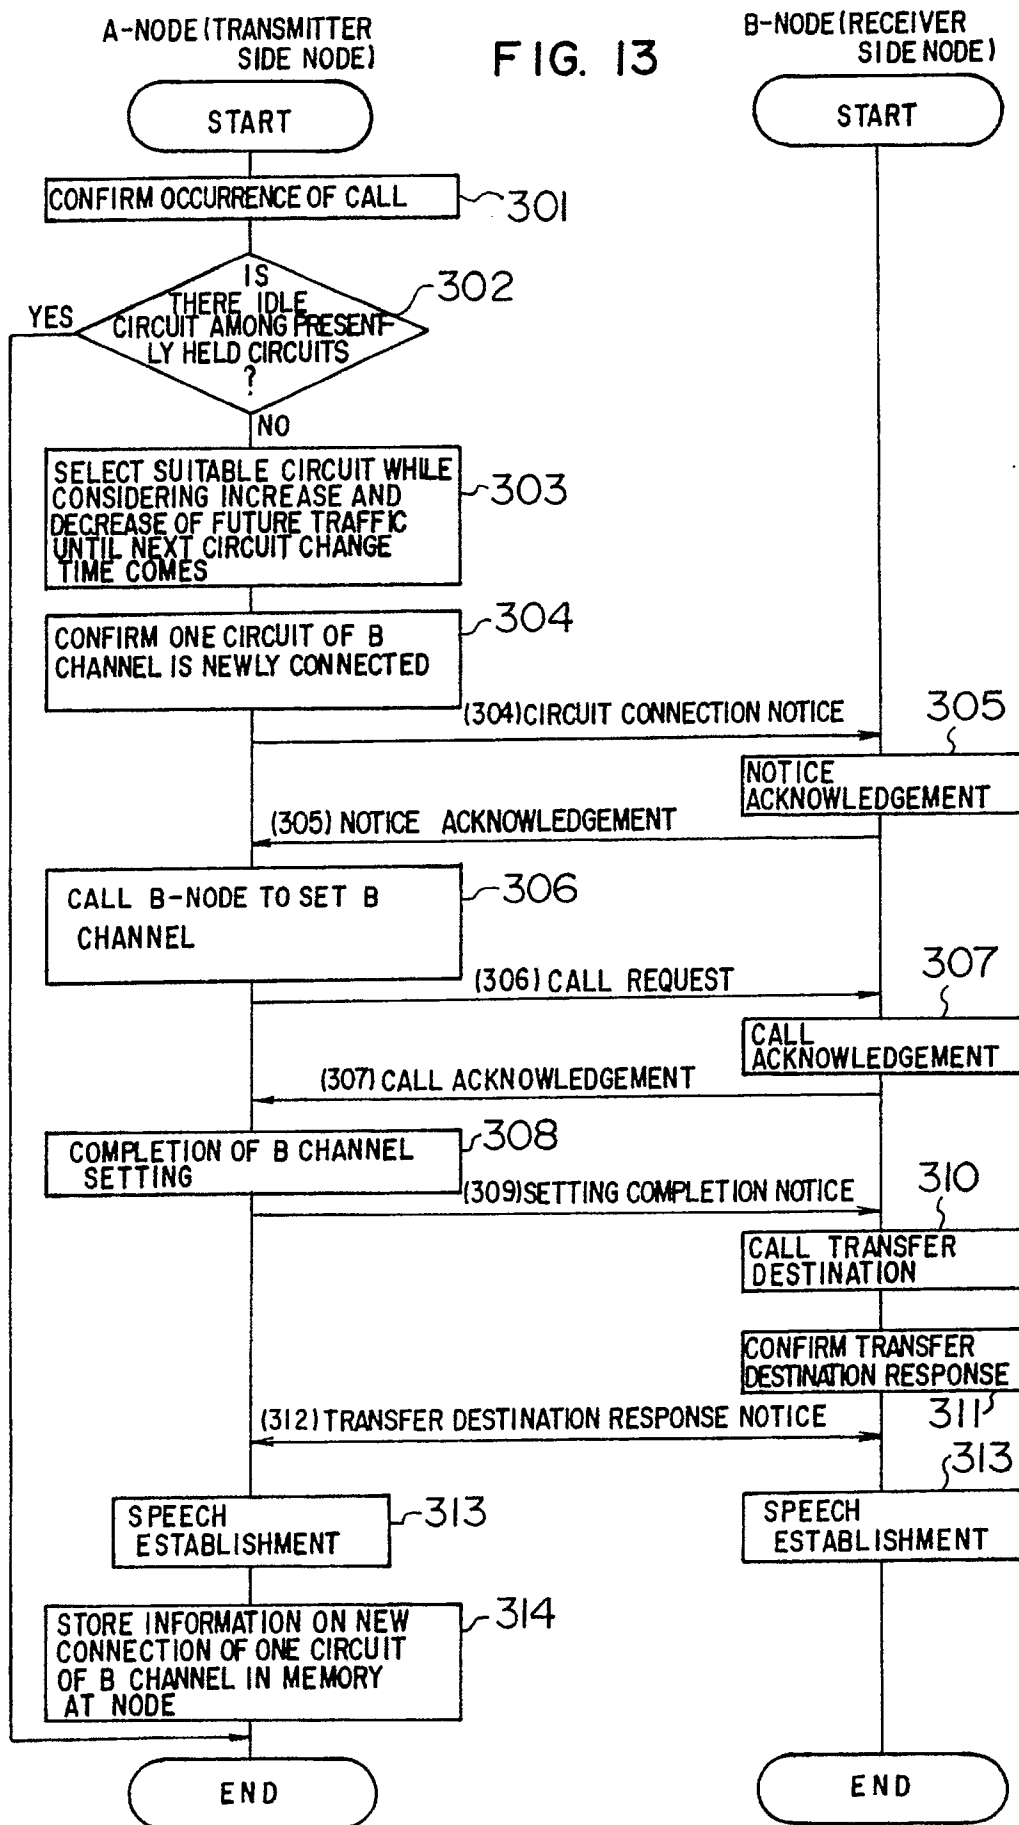 A-NODE(TRANSMITTER
SIDE NODE)
FIG. 13
B-NODE(RECEIVER
SIDE NODE)
START
START
CONFIRM OCCURRENCE OF CALL
301
IS
THERE IDLE
CIRCUIT AMONG PRESENT-
LY HELD CIRCUITS
?
302
YES
NO
SELECT SUITABLE CIRCUIT WHILE
CONSIDERING INCREASE AND
DECREASE OF FUTURE TRAFFIC
UNTIL NEXT CIRCUIT CHANGE
TIME COMES
303
CONFIRM ONE CIRCUIT OF B
CHANNEL IS NEWLY CONNECTED
304
(304)CIRCUIT CONNECTION NOTICE
305
NOTICE
ACKNOWLEDGEMENT
(305) NOTICE ACKNOWLEDGEMENT
CALL B-NODE TO SET B
CHANNEL
306
(306) CALL REQUEST
307
CALL
ACKNOWLEDGEMENT
(307) CALL ACKNOWLEDGEMENT
COMPLETION OF B CHANNEL
SETTING
308
(309)SETTING COMPLETION NOTICE
310
CALL TRANSFER
DESTINATION
CONFIRM TRANSFER
DESTINATION RESPONSE
311
(312) TRANSFER DESTINATION RESPONSE NOTICE
SPEECH
ESTABLISHMENT
313
313
SPEECH
ESTABLISHMENT
STORE INFORMATION ON NEW
CONNECTION OF ONE CIRCUIT
OF B CHANNEL IN MEMORY
AT NODE
314
END
END